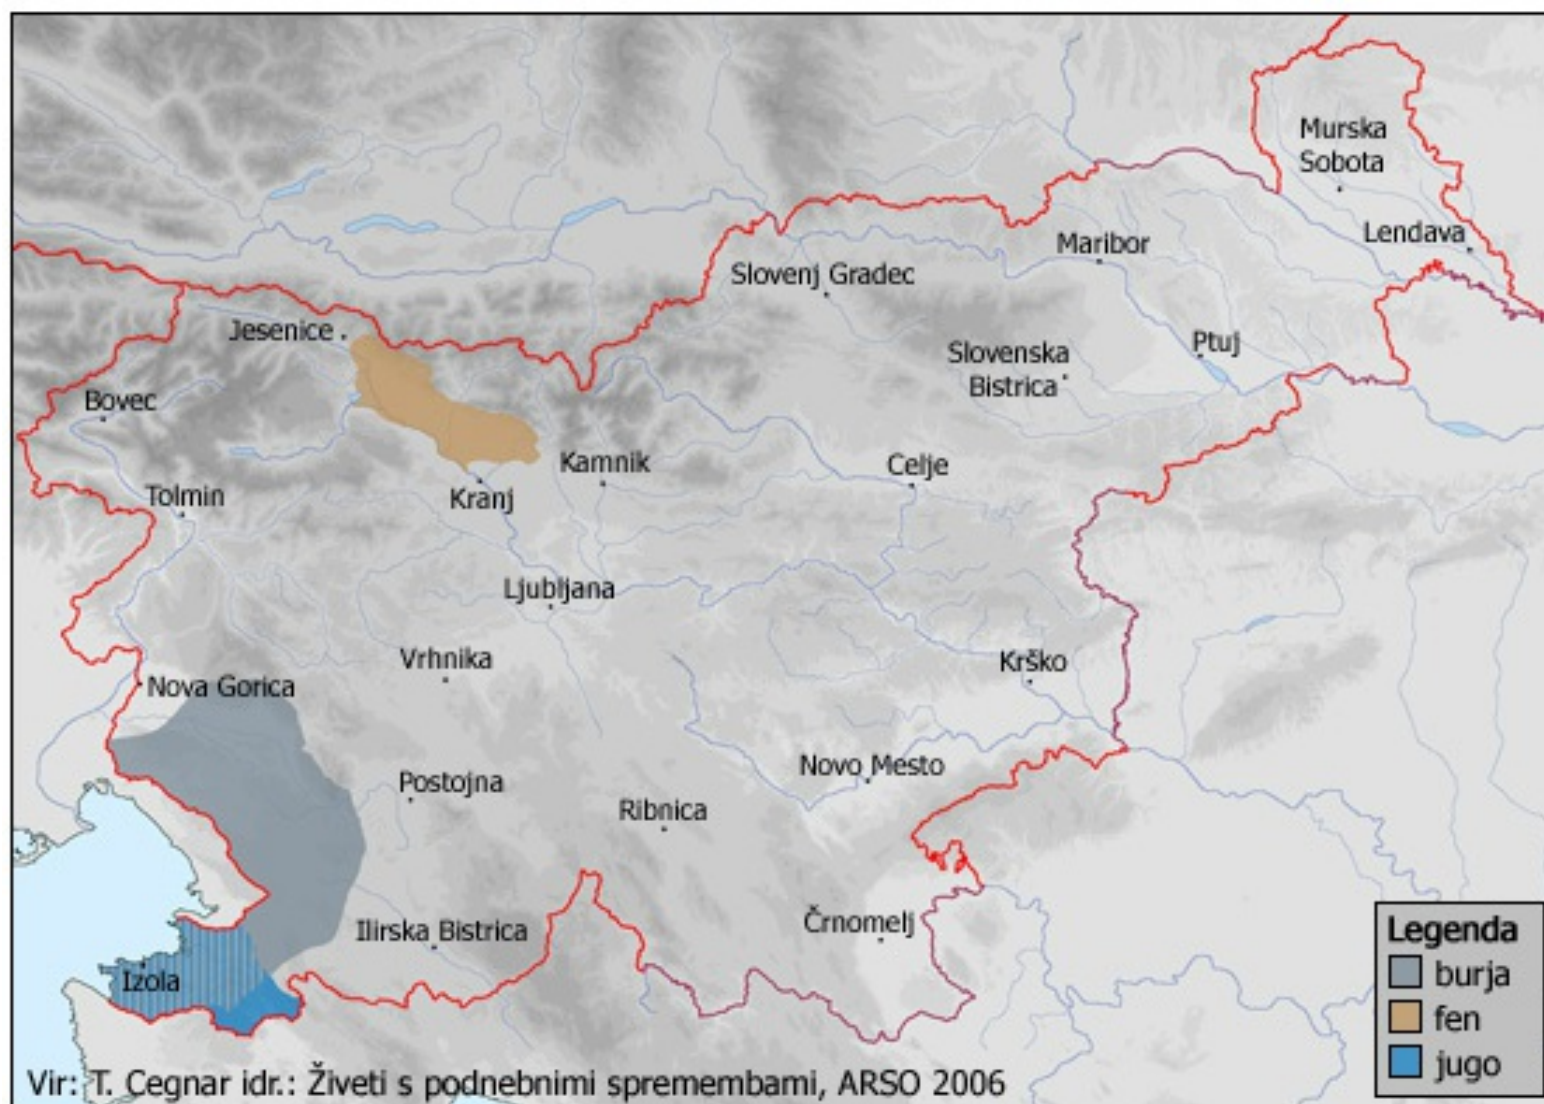 Murska
Sobota
Lendava
Maribor
Slovenj Gradec
Jesenice
Ptuj
Slovenska
Bistrica
Bovec
Kamnik
Celje
Kranj
Tolmin
Ljubljana
Vrhnika
Krško
Nova Gorica
Novo Mesto
Postojna
Ribnica
Črnomelj
Ilirska Bistrica
Izola
Legenda
burja
fen
jugo
Vir: T. Cegnar idr.: Živeti s podnebnimi spremembami, ARSO 2006